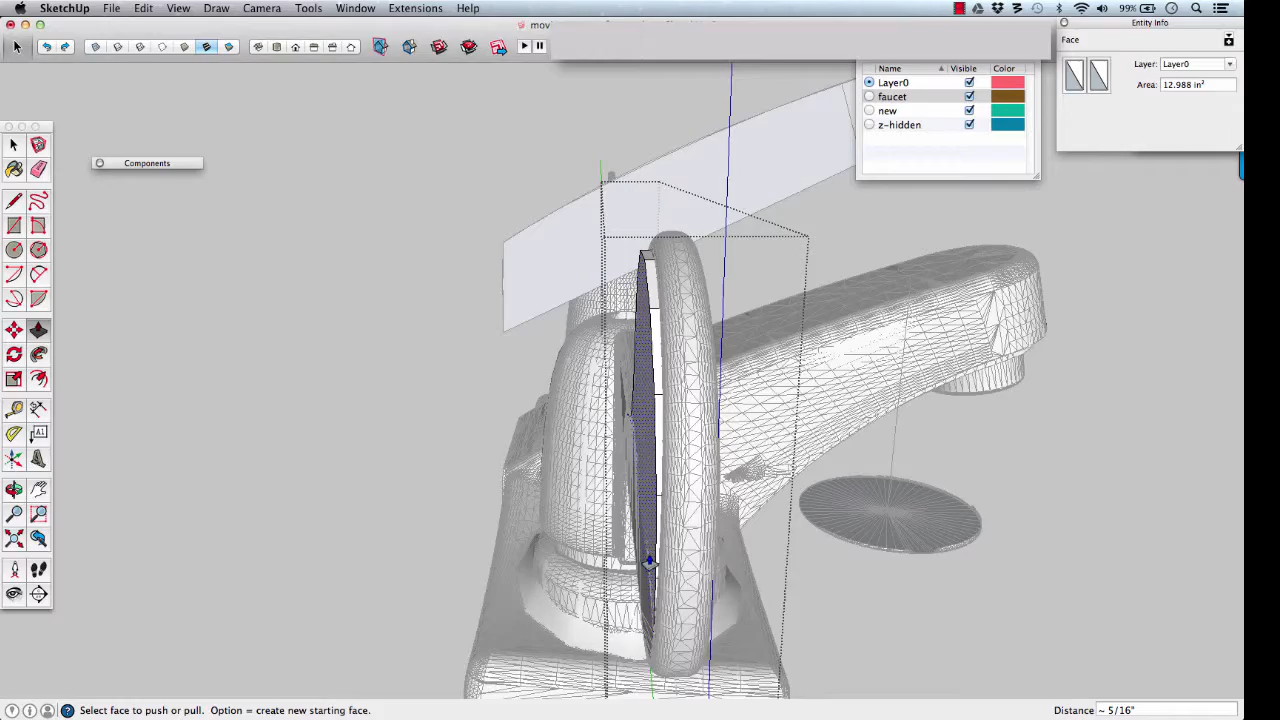 SketchUp File Edit View Draw Camera Tools Window Extensions Help 99%
mov
Entity Info
Face
Layer: Layer0
Area: 12.988 in²
Name Visible Color
Layer0
faucet
new
z~hidden
Components
A1
Select face to push or pull. Option = create new starting face.
Distance ~ 5/16"